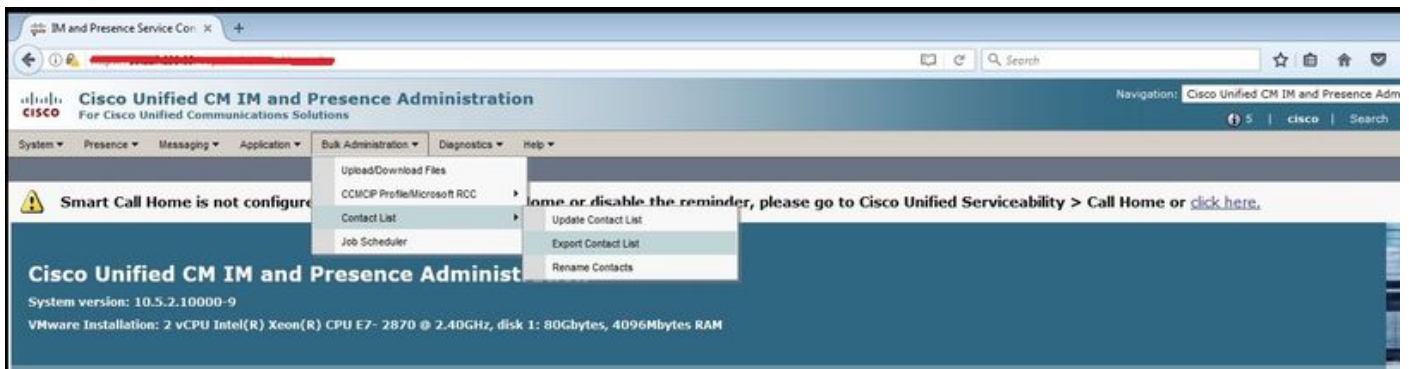 IM and Presence Service Con
Search
CISCO
Cisco Unified CM IM and Presence Administration
For Cisco Unified Communications Solutions
Navigation: Cisco Unified CM IM and Presence Adm
5 | cisco | Search
System Presence Messaging Application Bulk Administration Diagnostics Help
Upload/Download Files
CCMCIP Profile/Microsoft RCC
Contact List
Job Scheduler
Update Contact List
Export Contact List
Rename Contacts
Smart Call Home is not configure ome or disable the reminder, please go to Cisco Unified Serviceability > Call Home or click here.
Cisco Unified CM IM and Presence Administ
System version: 10.5.2.10000-9
VMware Installation: 2 vCPU Intel(R) Xeon(R) CPU E7- 2870 @ 2.40GHz, disk 1: 80Gbytes, 4096Mbytes RAM